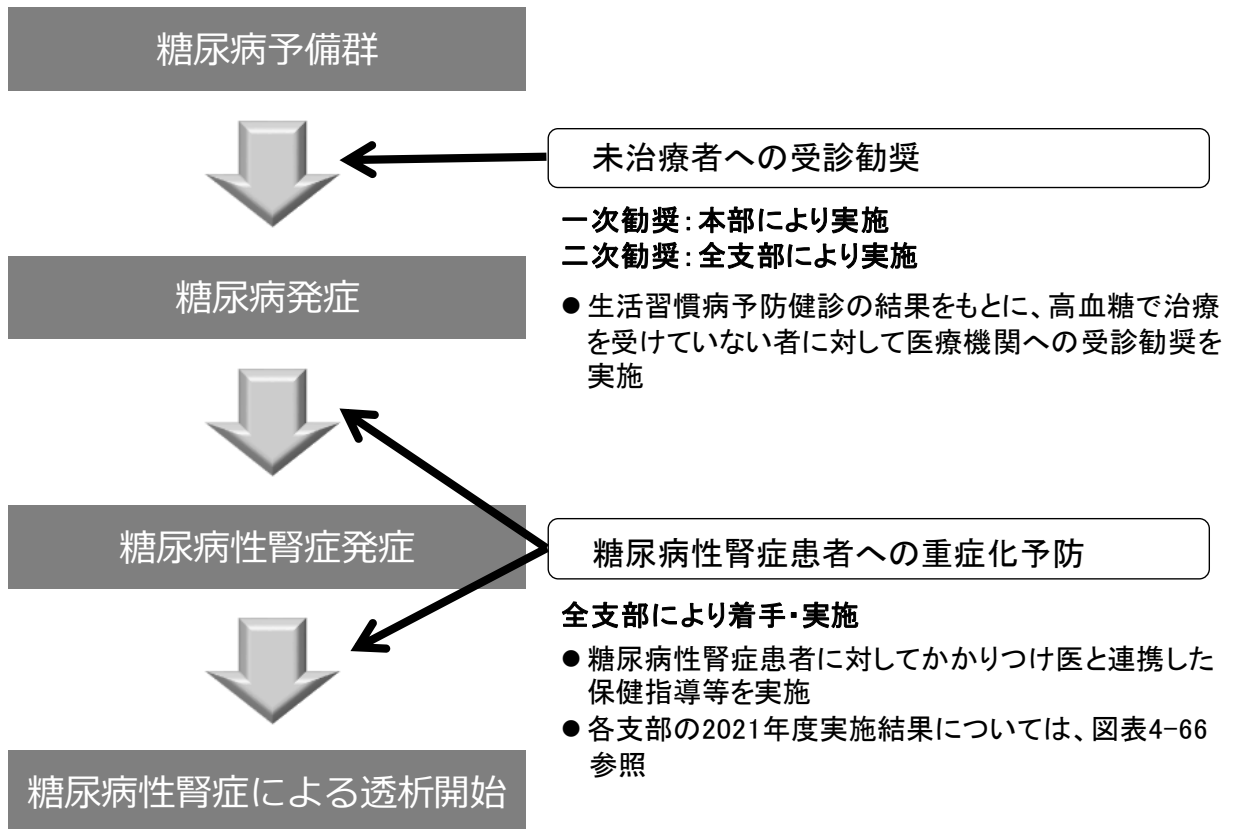 糖尿病予備群
未治療者への受診勧奨
一次勧奨：本部により実施
二次勧奨：全支部により実施
糖尿病発症
●生活習慣病予防健診の結果をもとに、高血糖で治療
を受けていない者に対して医療機関への受診勧奨を
実施
糖尿病性腎症発症
糖尿病性腎症患者への重症化予防
全支部により着手・実施
●糖尿病性腎症患者に対してかかりつけ医と連携した
保健指導等を実施
●各支部の2021年度実施結果については、図表4-66
参照
糖尿病性腎症による透析開始